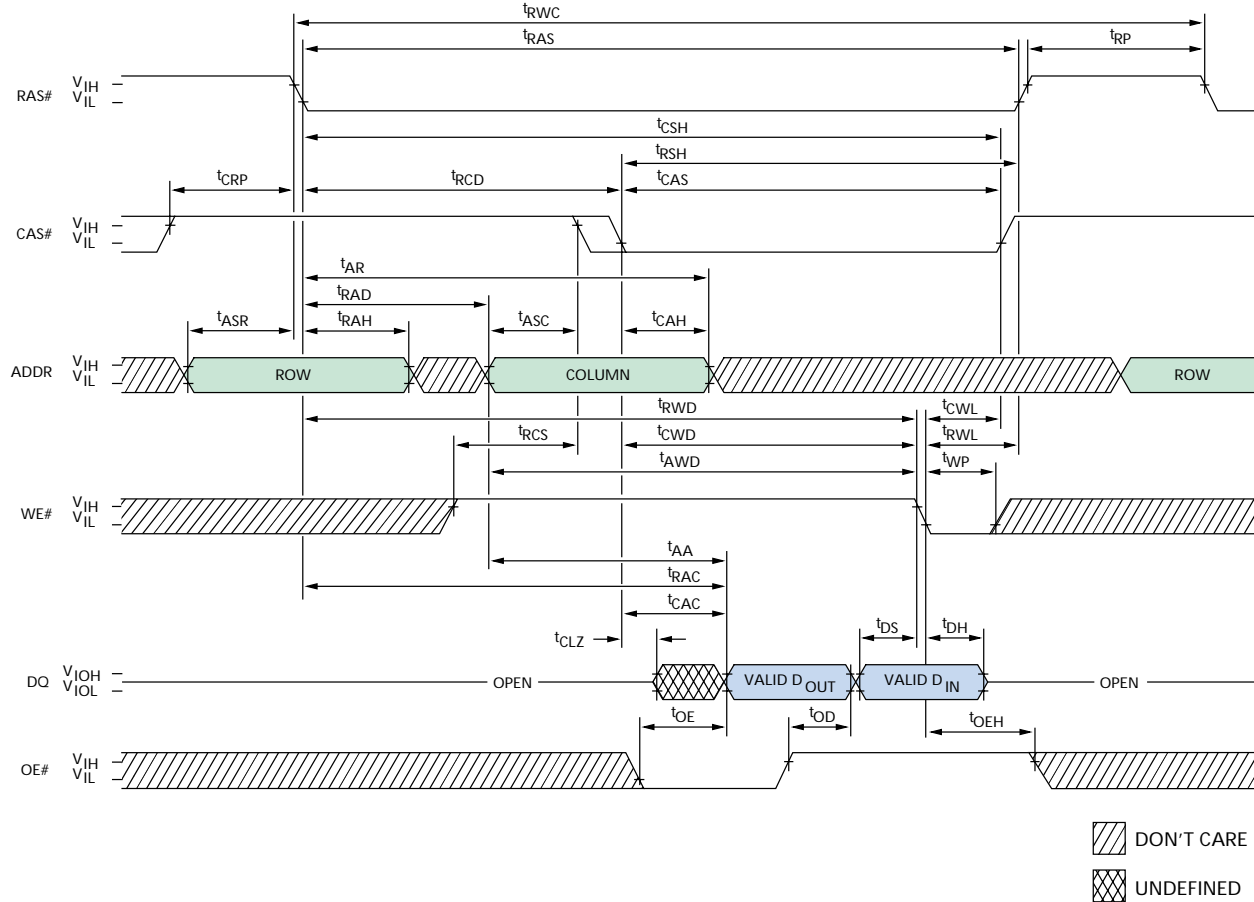 tRWC
tRAS
tRP
RAS# VIH
VIL
tCSH
tRSH
tCRP tRCD tCAS
CAS# VIH
VIL
tAR
tRAD
tASR tRAH tASC tCAH
ADDR VIH
VIL
ROW COLUMN ROW
tRWD tCWL
tRCS tCWD tRWL
tAWD tWP
WE# VIH
VIL
tAA
tRAC
tCAC
tCLZ tDS tDH
DQ VIOH
VIOL
OPEN VALID DOUT VALID DIN OPEN
tOE tOD tOEH
OE# VIH
VIL
DON'T CARE
UNDEFINED